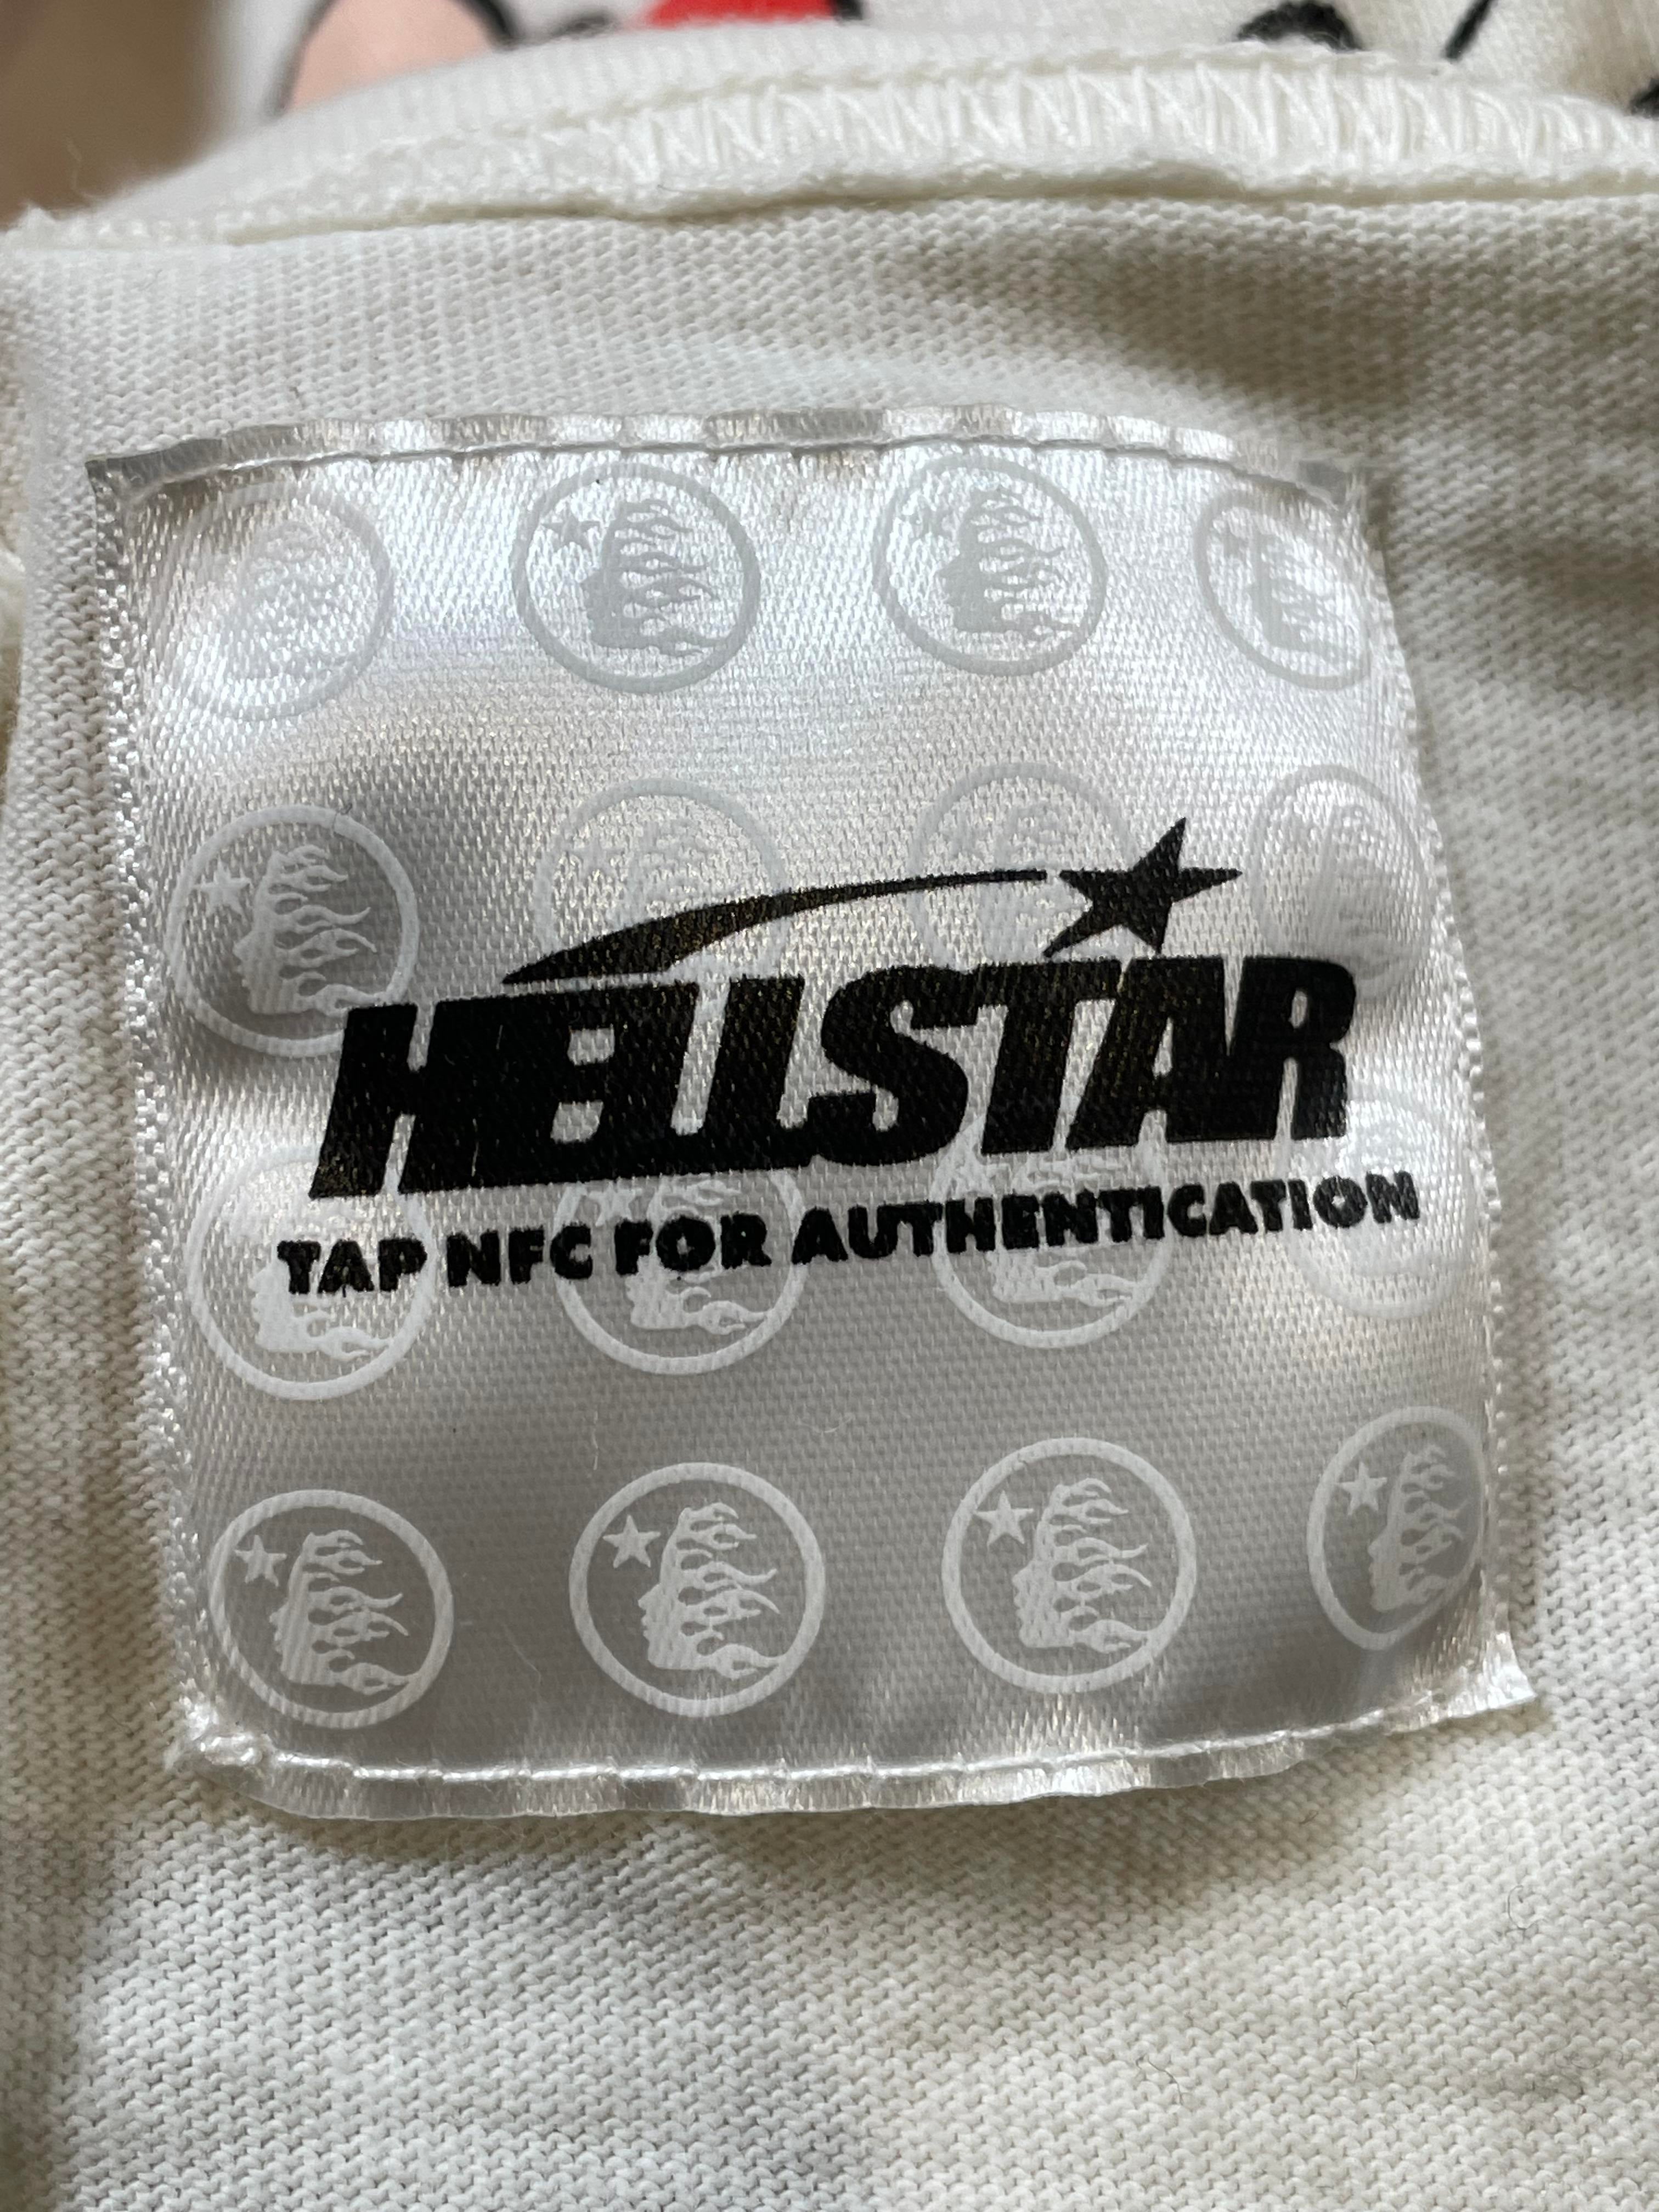 HELLSTAR
TAP NFC FOR AUTHENTICATION